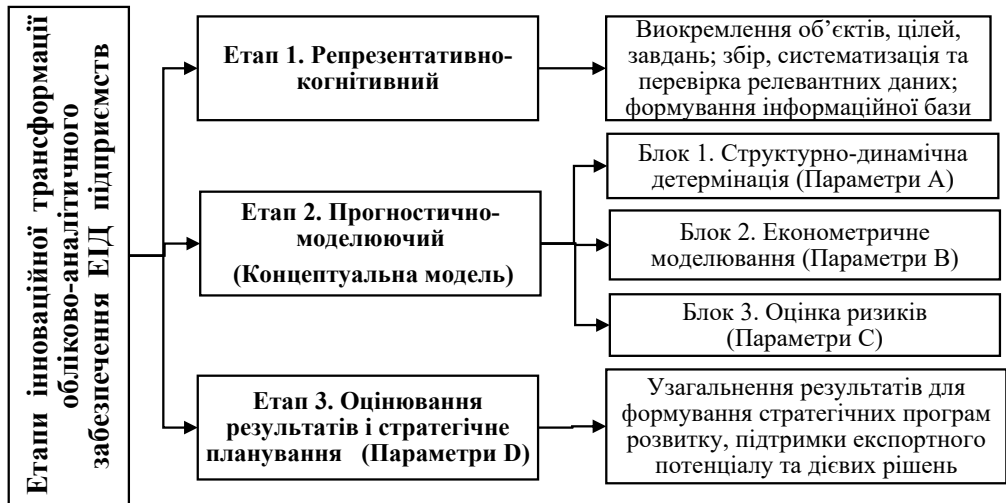 Етапи інноваційної трансформації
обліково-аналітичного
забезпечення ЕІД підприємств
Етап 1. Репрезентативно-
когнітивний
Виокремлення об’єктів, цілей,
завдань; збір, систематизація та
перевірка релевантних даних;
формування інформаційної бази
Етап 2. Прогностично-
моделюючий
(Концептуальна модель)
Блок 1. Структурно-динамічна
детермінація (Параметри А)
Блок 2. Економетричне
моделювання (Параметри В)
Блок 3. Оцінка ризиків
(Параметри С)
Етап 3. Оцінювання
результатів і стратегічне
планування (Параметри D)
Узагальнення результатів для
формування стратегічних програм
розвитку, підтримки експортного
потенціалу та дієвих рішень